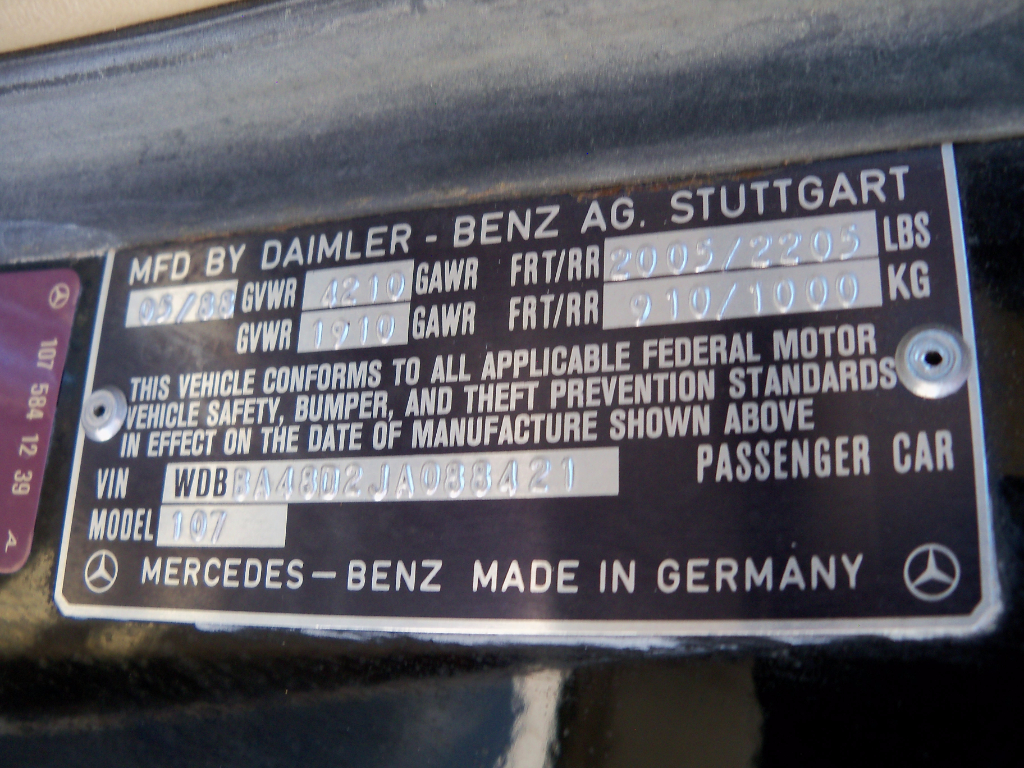 MFD BY DAIMLER - BENZ AG. STUTTGART
05/88 GVWR 4210 GAWR FRT/RR 2005/2205 LBS
GVWR 1910 GAWR FRT/RR 910/1000 KG
THIS VEHICLE CONFORMS TO ALL APPLICABLE FEDERAL MOTOR
VEHICLE SAFETY, BUMPER, AND THEFT PREVENTION STANDARDS
IN EFFECT ON THE DATE OF MANUFACTURE SHOWN ABOVE
VIN WDBBA48D2JA088421 PASSENGER CAR
MODEL 107
MERCEDES - BENZ MADE IN GERMANY
107 584 12 39 A